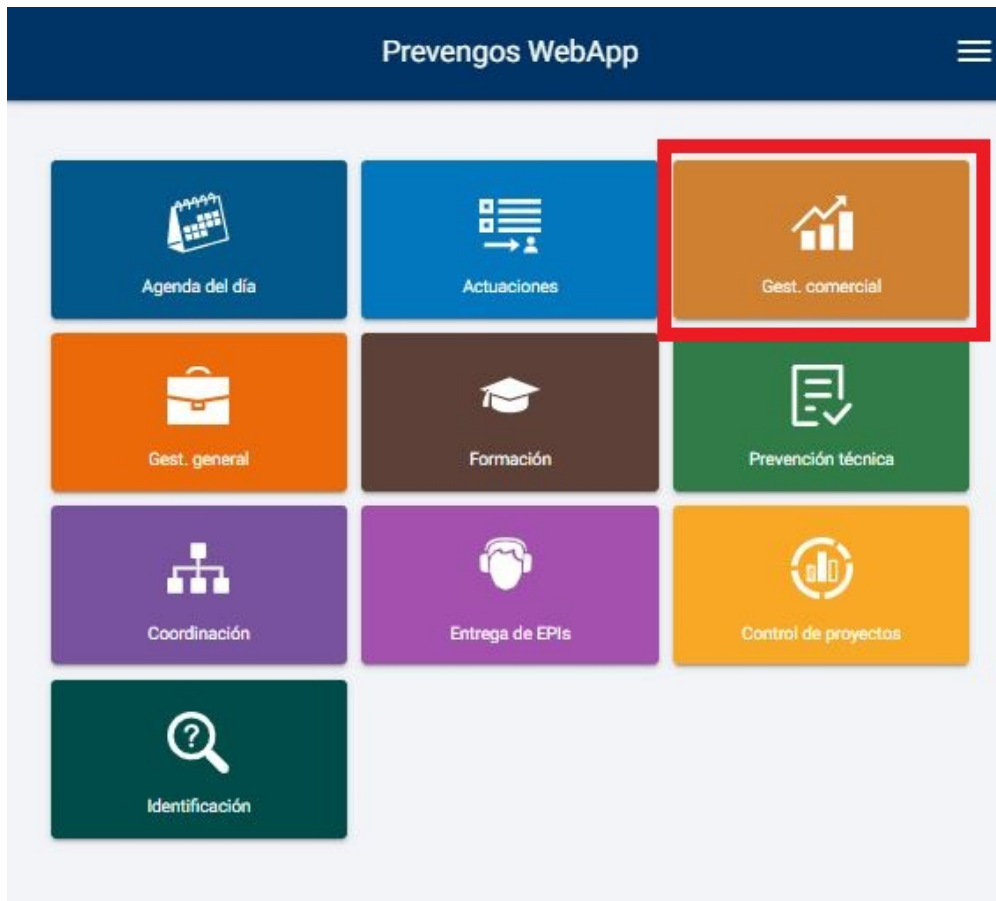 Prevengos WebApp
Agenda del día
Actuaciones
Gest. comercial
Gest. general
Formación
Prevención técnica
Coordinación
Entrega de EPIs
Control de proyectos
?
Identificación